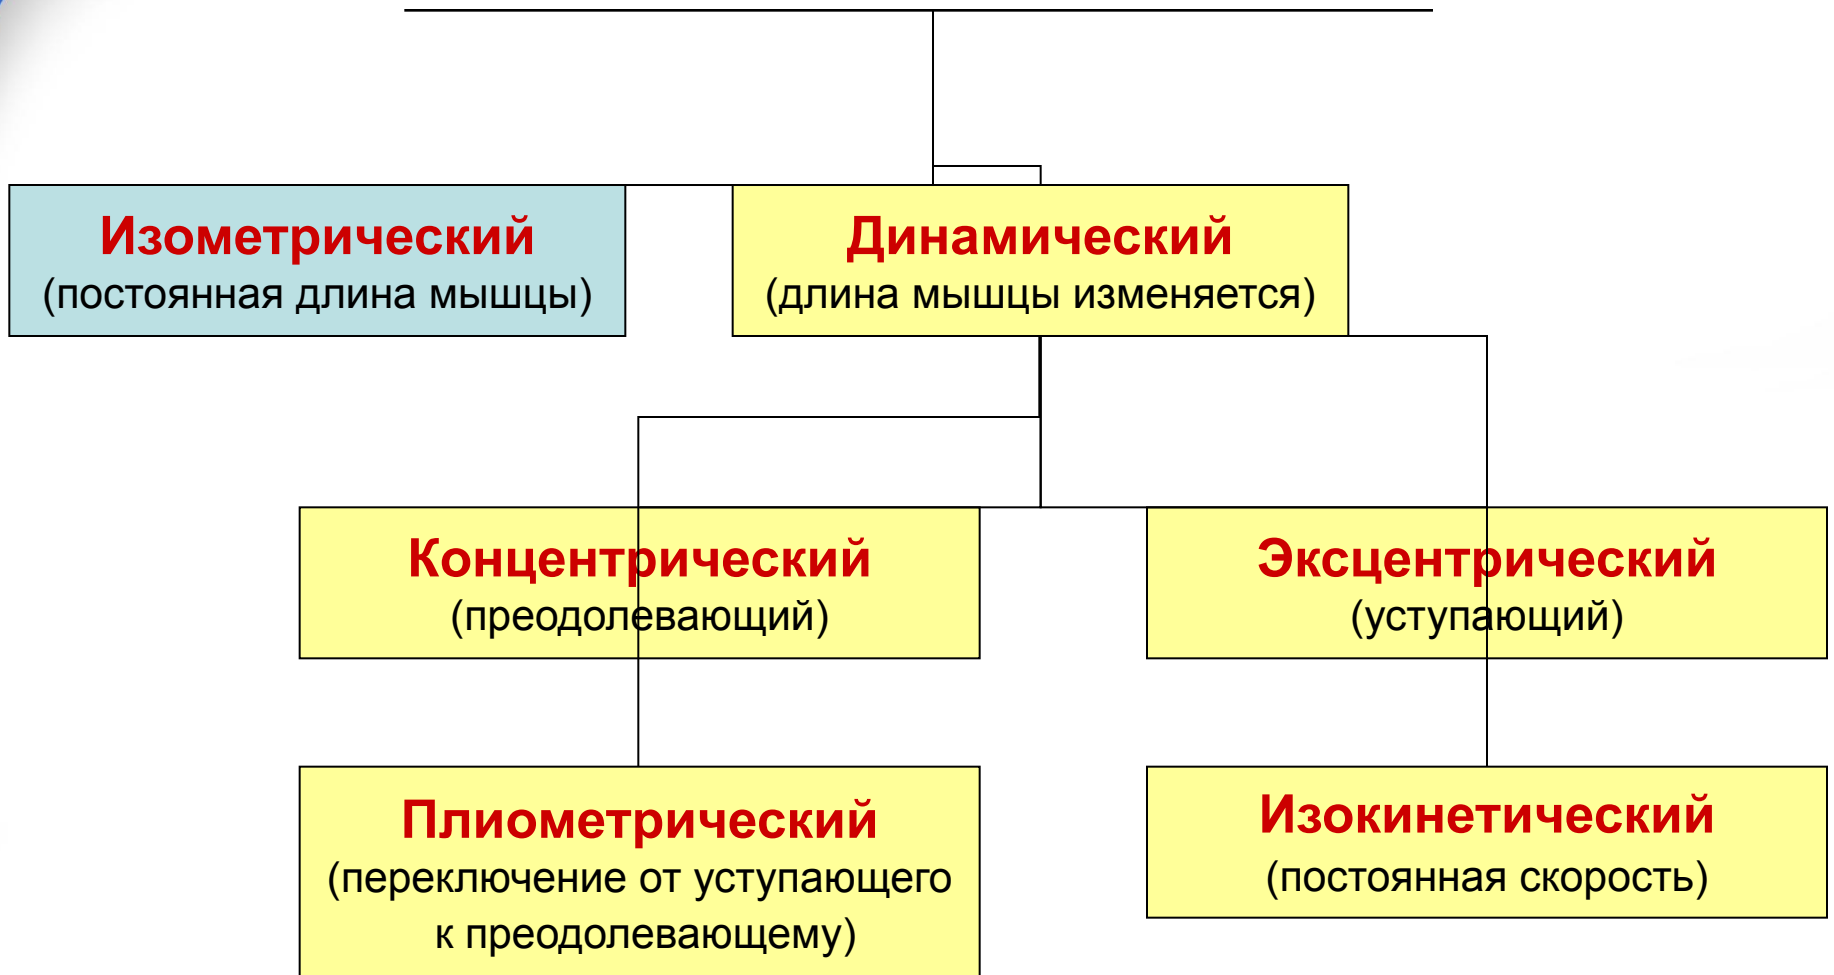 Изометрический
(постоянная длина мышцы)
Динамический
(длина мышцы изменяется)
Концентрический
(преодолевающий)
Эксцентрический
(уступающий)
Плиометрический
(переключение от уступающего
к преодолевающему)
Изокинетический
(постоянная скорость)